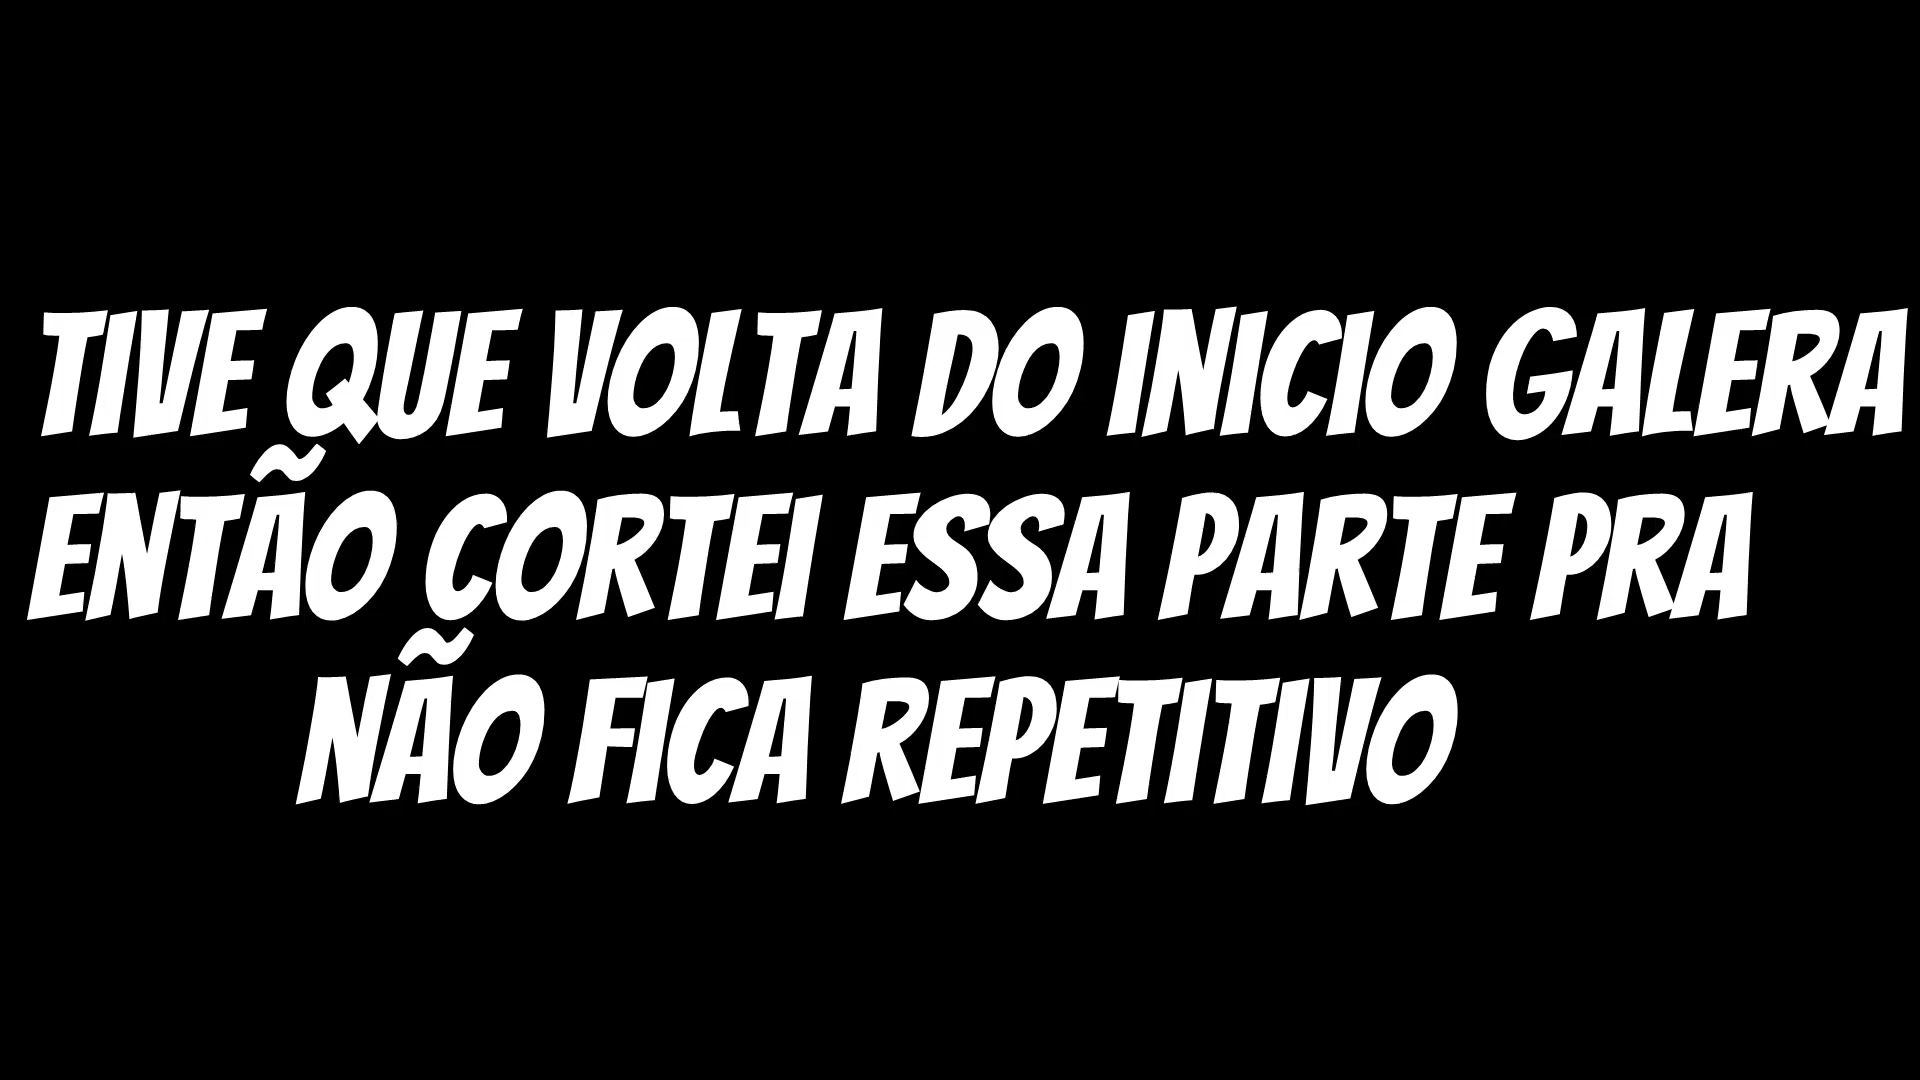 TIVE QUE VOLTA DO INICIO GALERA
ENTÃO CORTEI ESSA PARTE PRA
NÃO FICA REPETITIVO